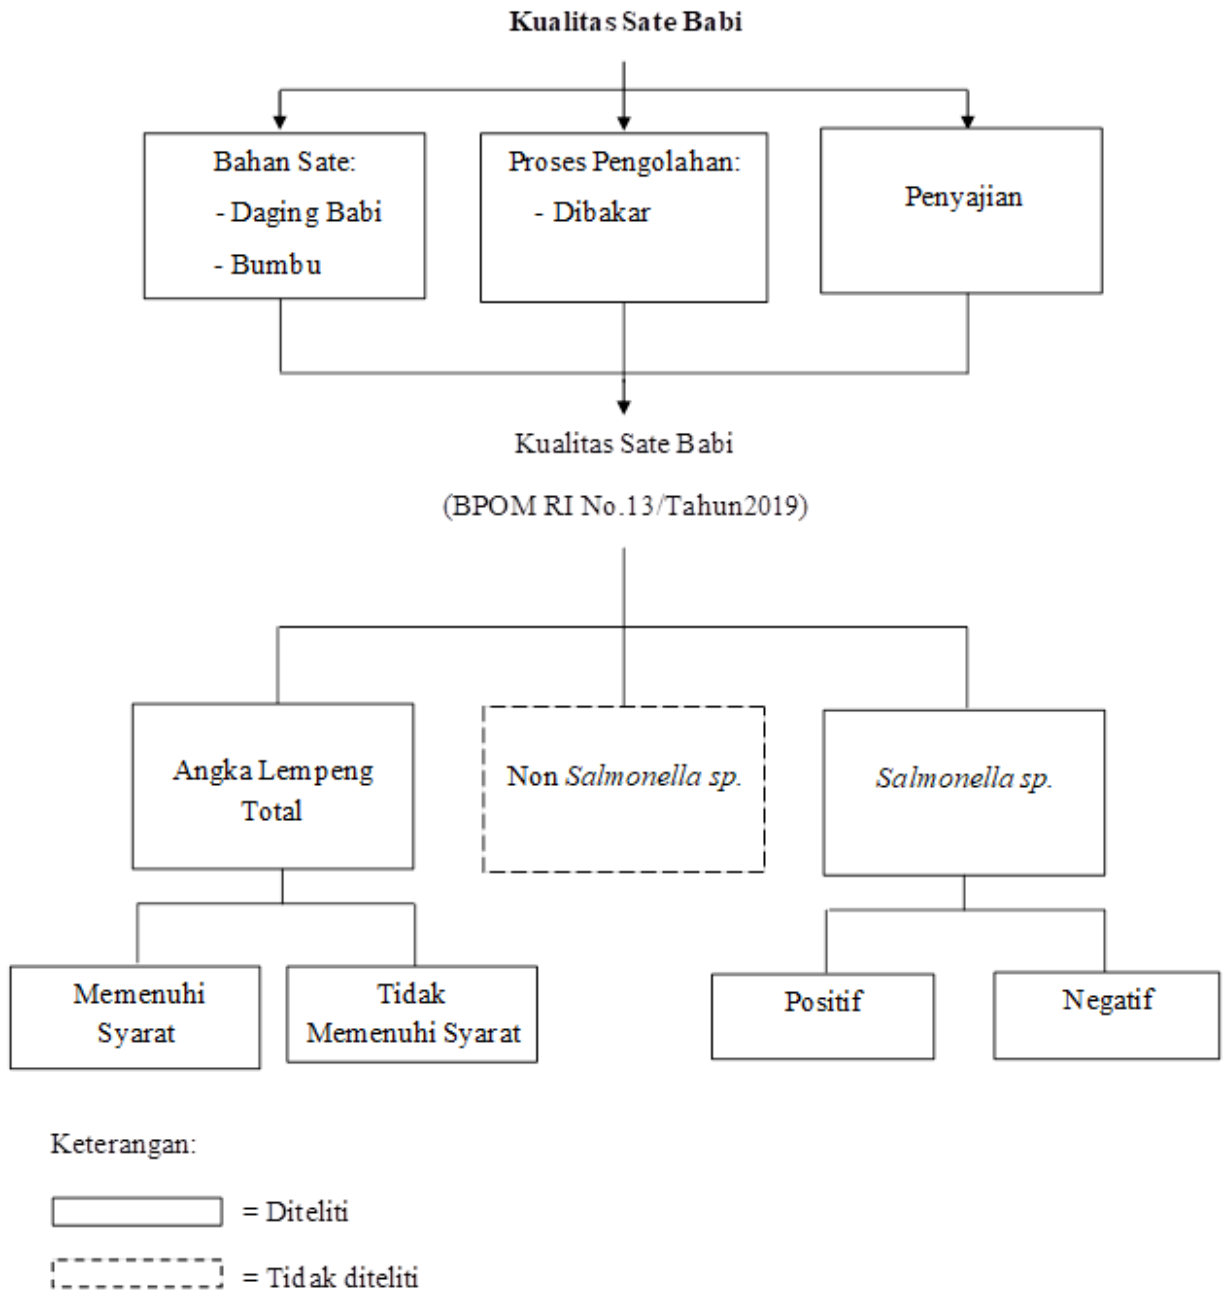 Kualitas Sate Babi
Bahan Sate:
- Daging Babi
- Bumbu
Proses Pengolahan:
- Dibakar
Penyajian
Kualitas Sate Babi
(BPOM RI No.13/Tahun2019)
Angka Lempeng
Total
Non Salmonella sp.
Salmonella sp.
Memenuhi
Syarat
Tidak
Memenuhi Syarat
Positif
Negatif
Keterangan:
= Diteliti
= Tidak diteliti